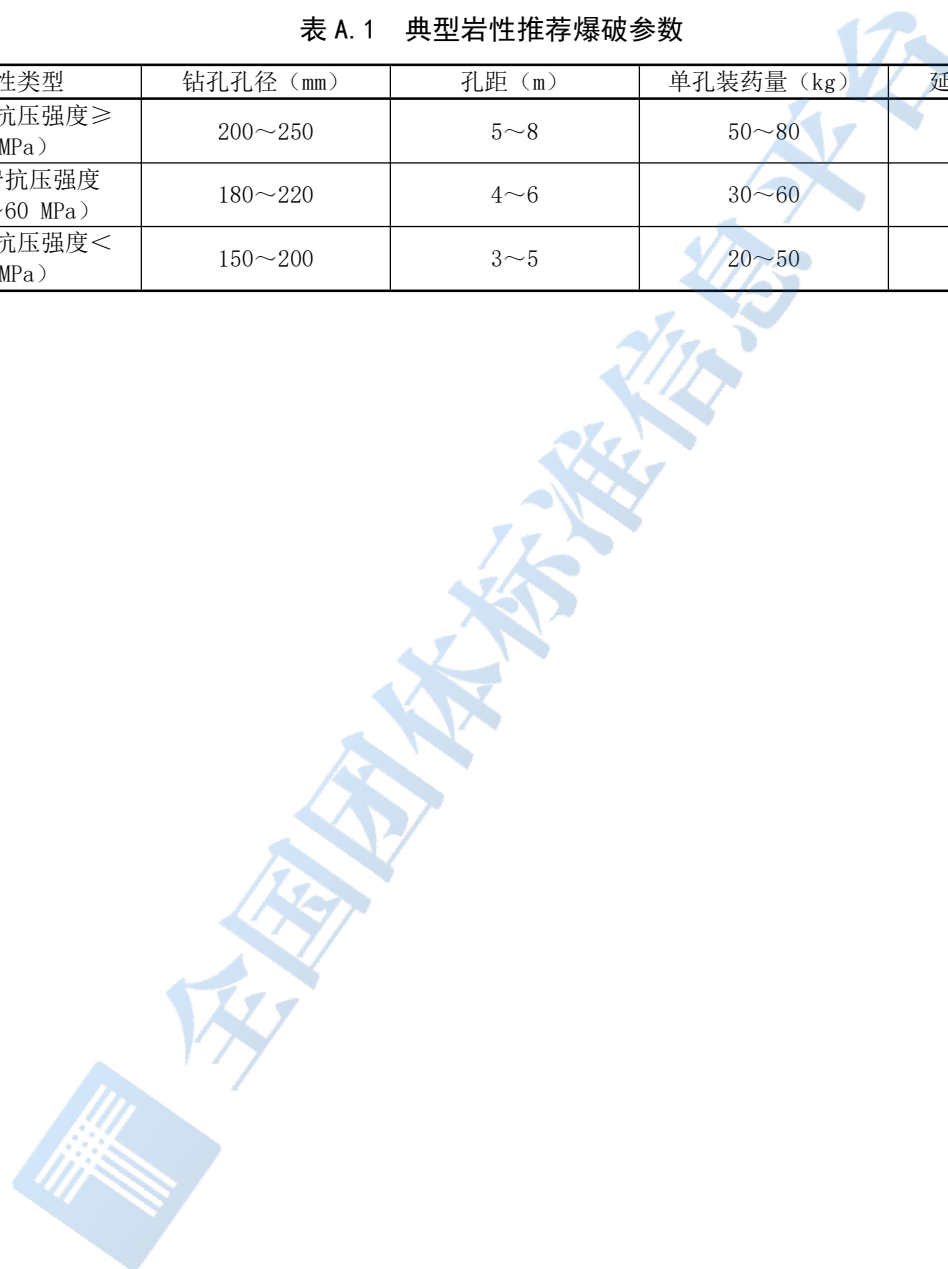 表 A.1 典型岩性推荐爆破参数
性类型 钻孔孔径（mm） 孔距（m） 单孔装药量（kg） 延
抗压强度≥
MPa） 200～250 5～8 50～80
抗压强度
60 MPa） 180～220 4～6 30～60
抗压强度＜
MPa） 150～200 3～5 20～50
全国团体标准信息平台